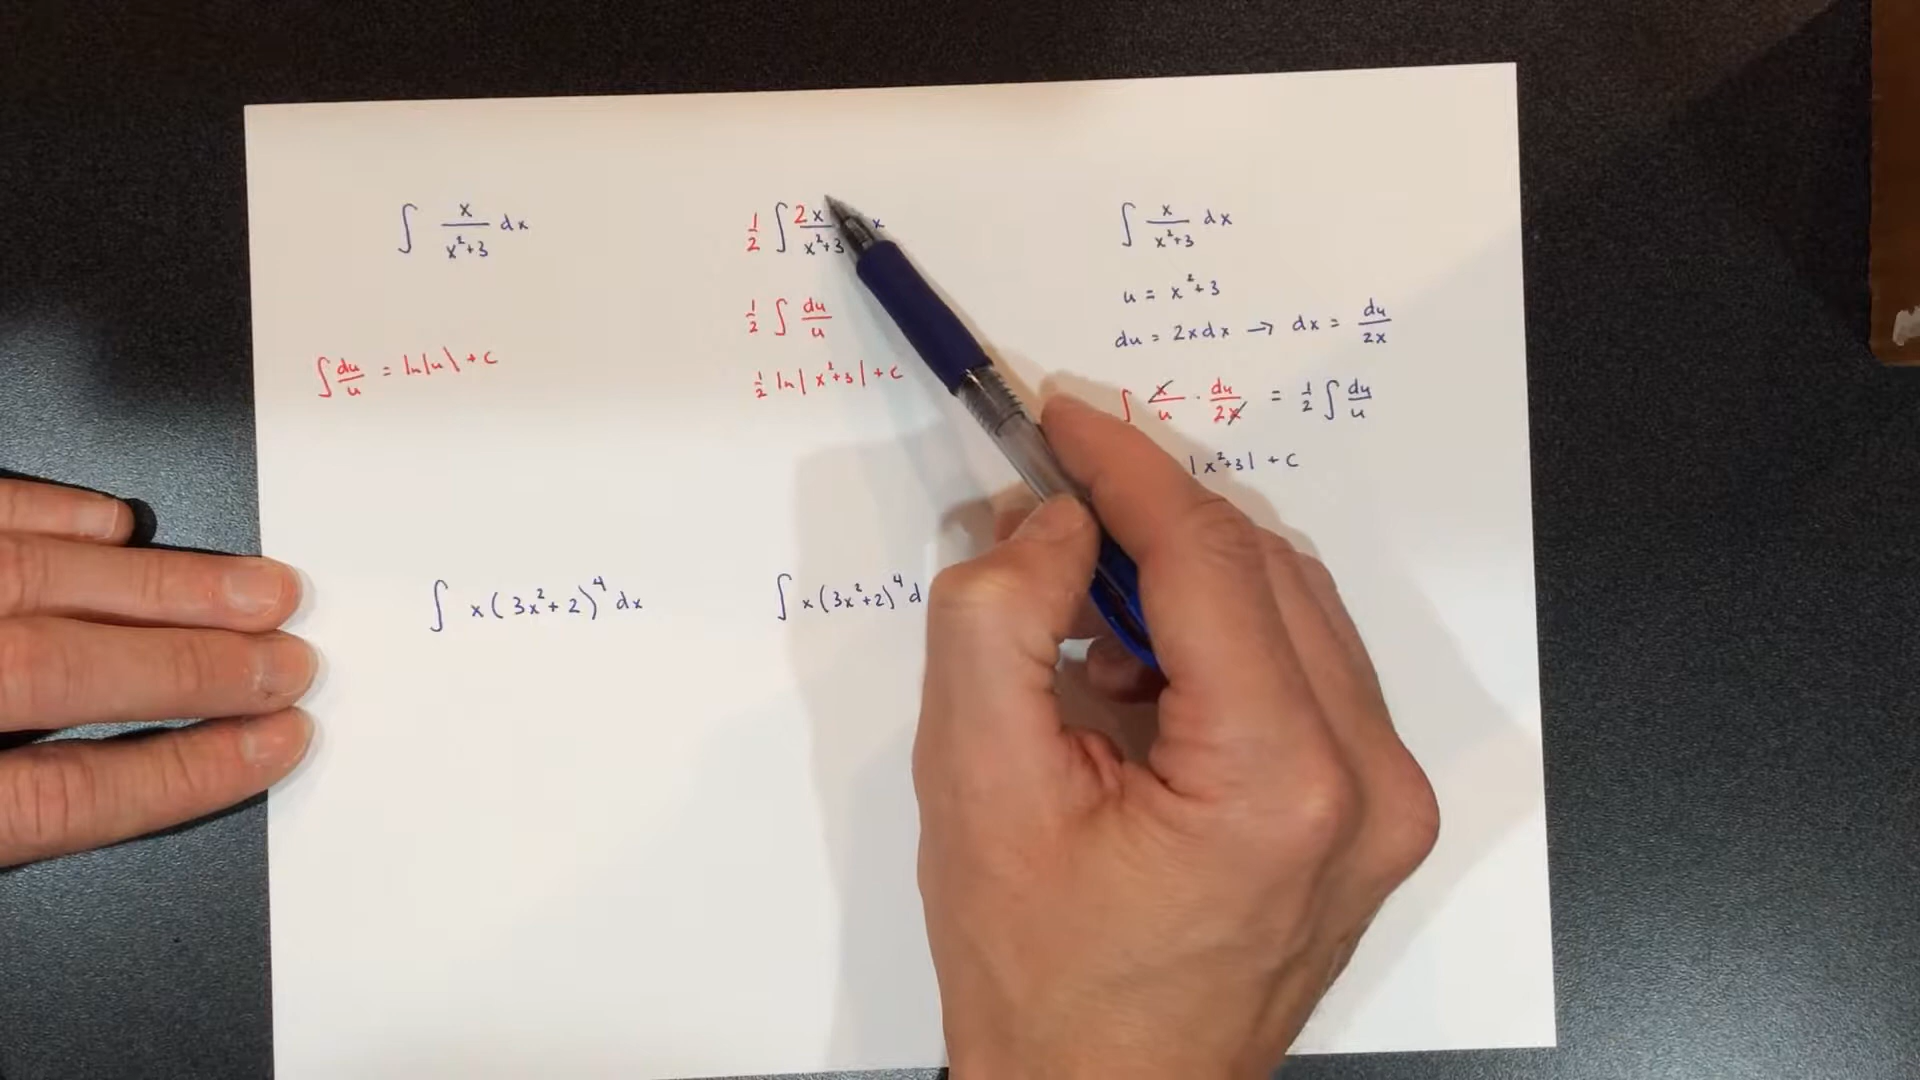 ∫ x/(x²+3) dx
∫ du/u = ln|u| + c
1/2 ∫ 2x/(x²+3) x
1/2 ∫ du/u
1/2 ln|x²+3| + c
∫ x/(x²+3) dx
u = x²+3
du = 2xdx → dx = du/2x
∫ x/u · du/2x = 1/2 ∫ du/u
|x²+3| + c
∫ x(3x²+2)⁴ dx
∫ x(3x²+2)⁴ d